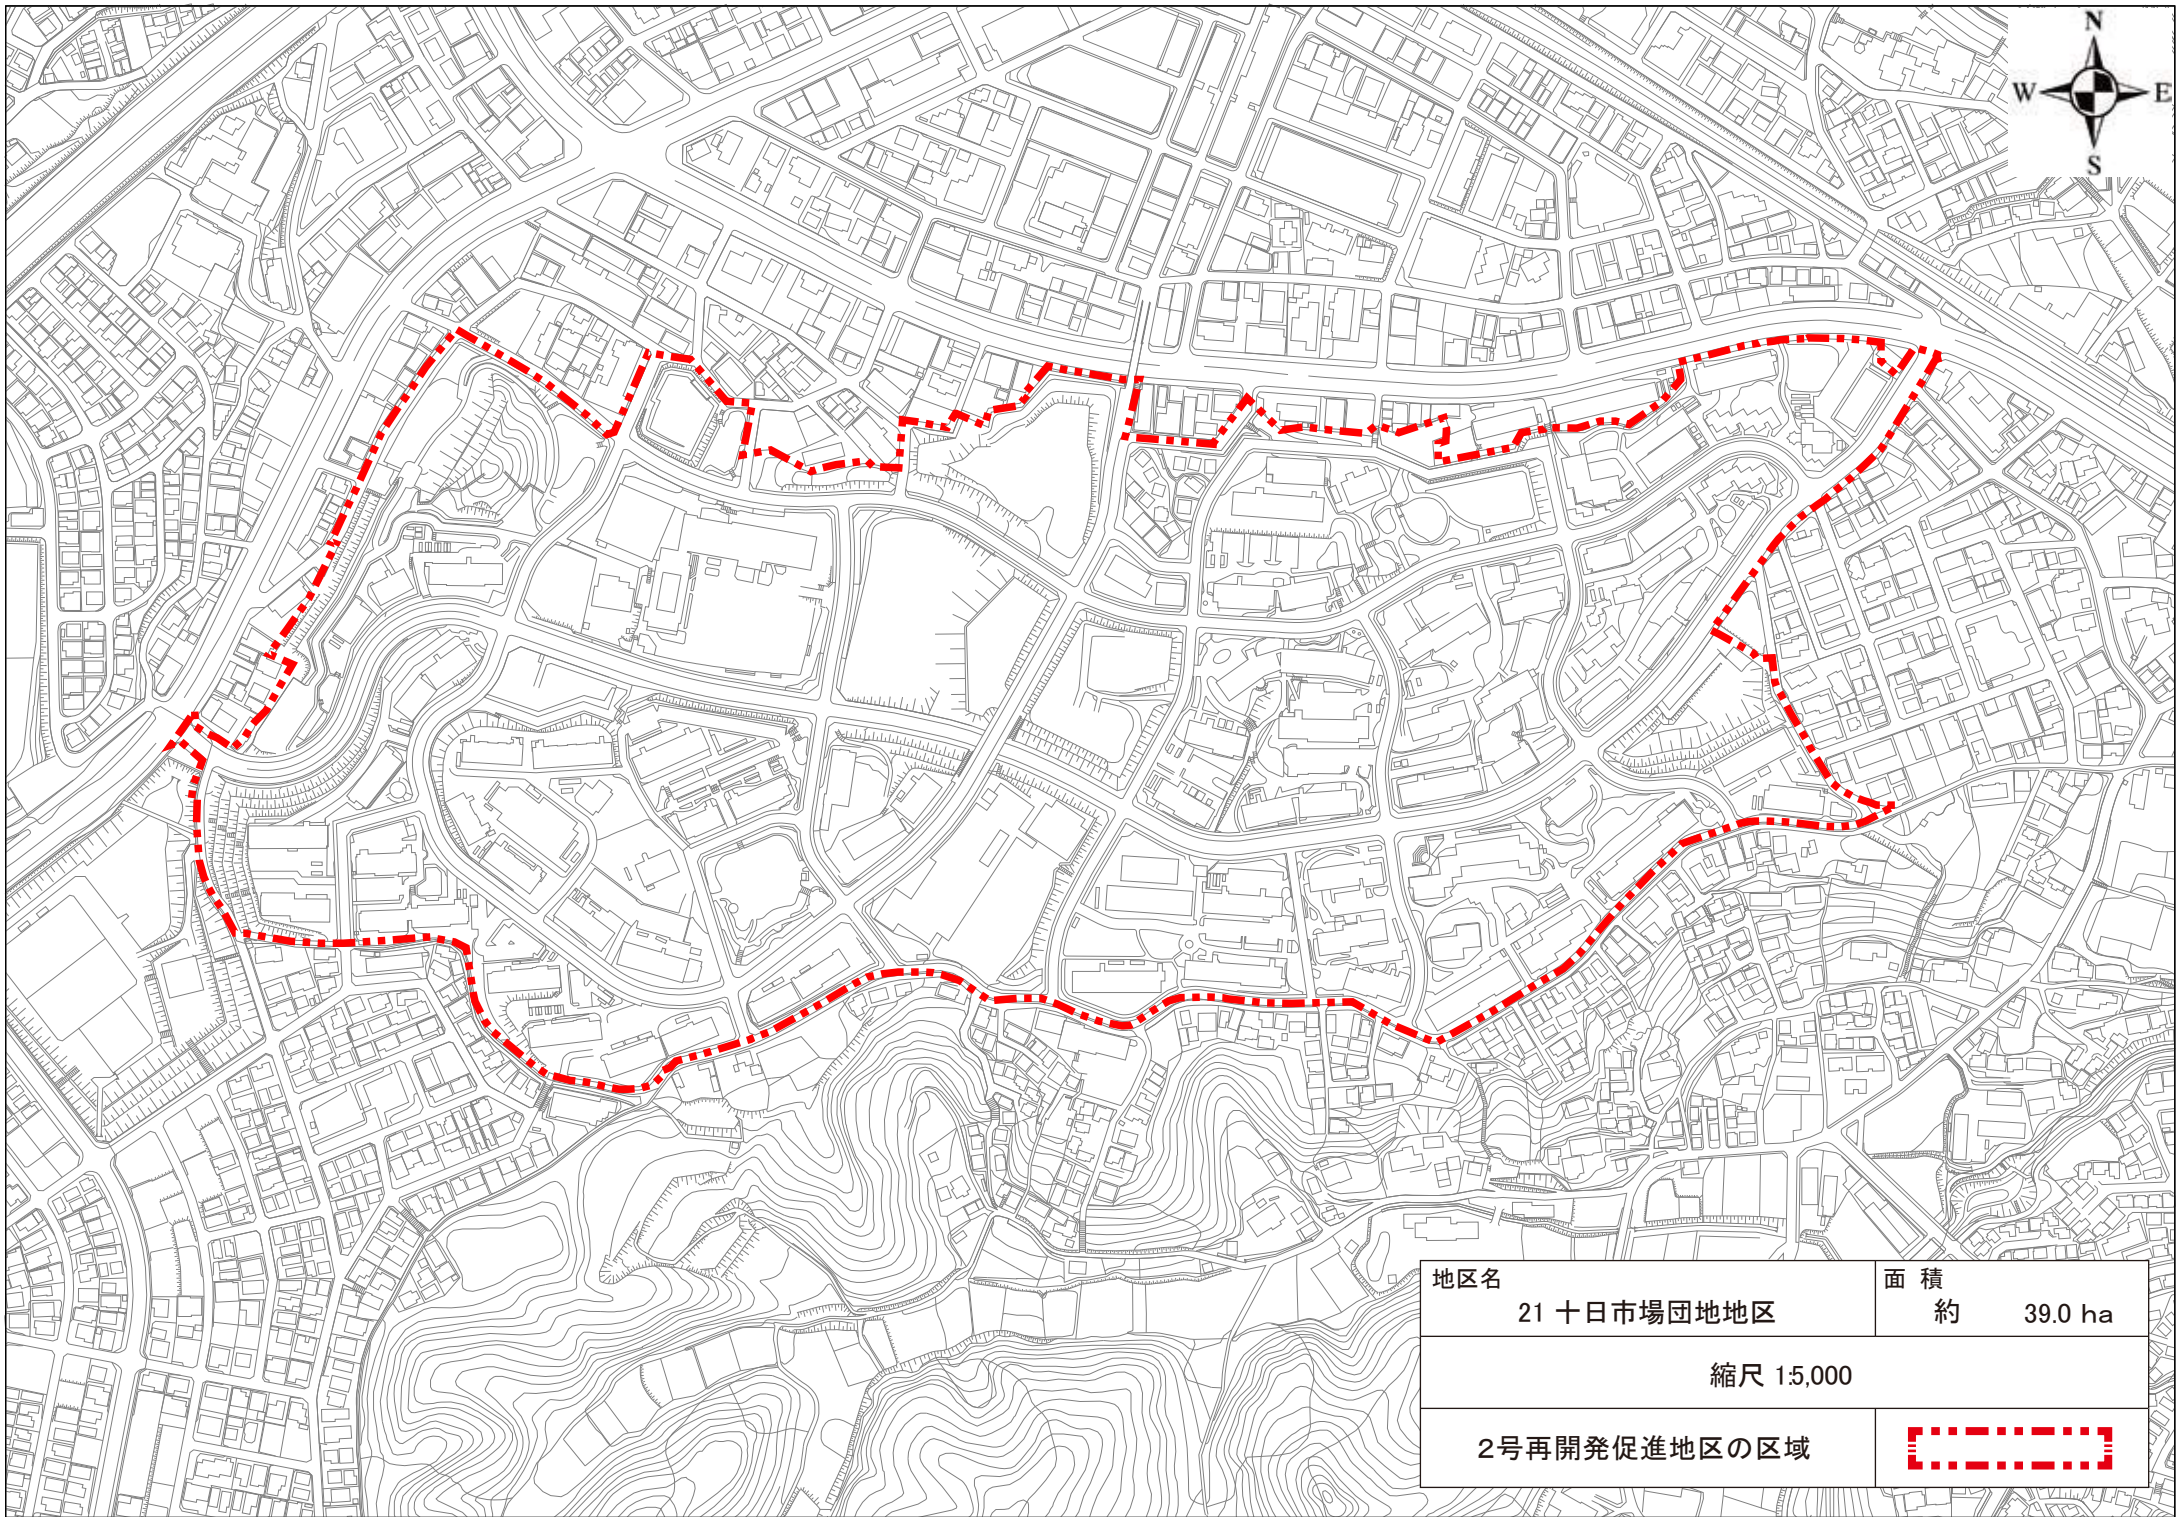 N
W E
S
地区名
21 十日市場団地地区
面 積
約 39.0 ha
縮尺 1:5,000
2号再開発促進地区の区域